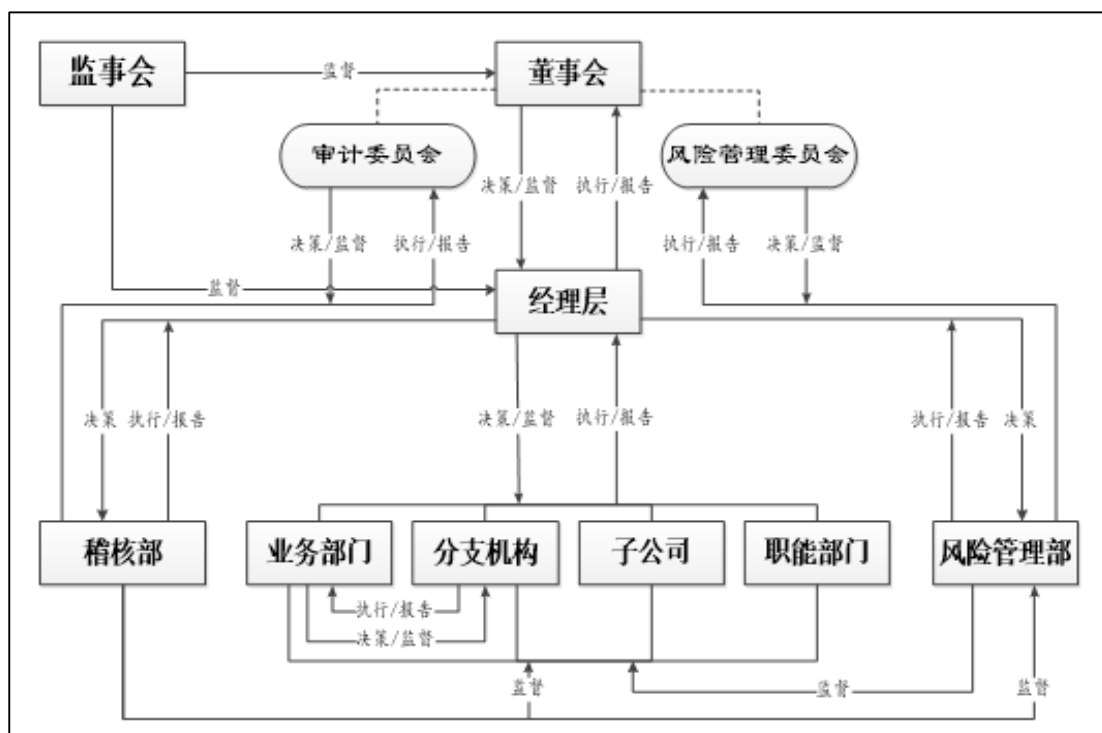 监事会
监督
董事会
审计委员会
风险管理委员会
决策/监督
执行/报告
决策/监督
执行/报告
执行/报告
决策/监督
监督
经理层
决策
执行/报告
决策/监督
执行/报告
执行/报告
决策
稽核部
业务部门
分支机构
子公司
职能部门
风险管理部
执行/报告
决策/监督
监督
监督
监督